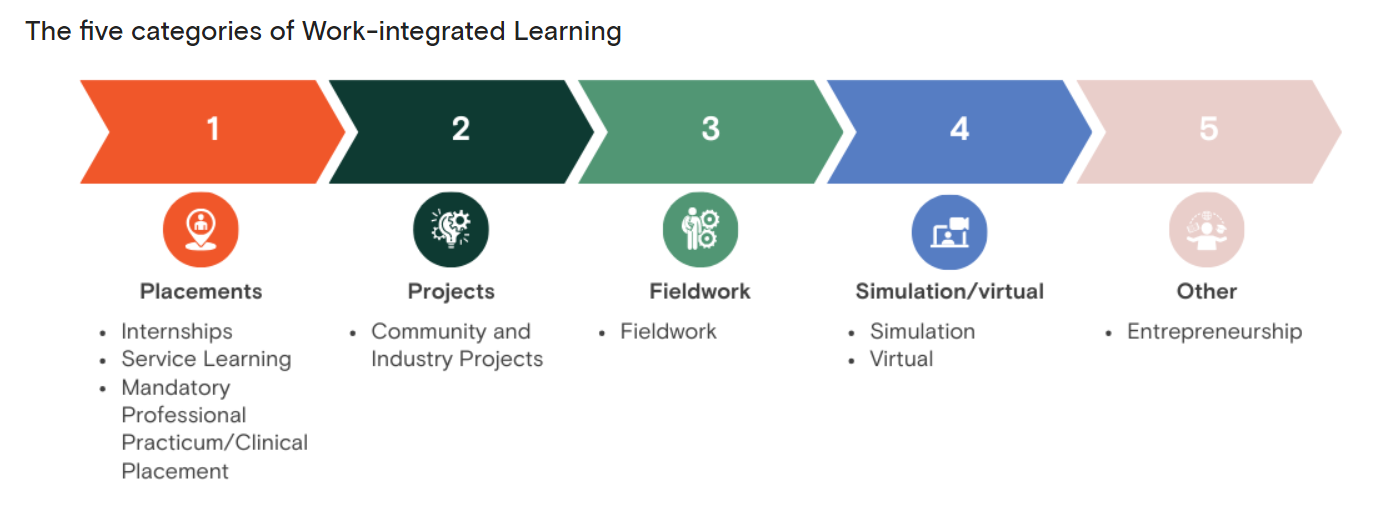 The five categories of Work-integrated Learning
1
2
3
4
5
Placements
• Internships
• Service Learning
• Mandatory
Professional
Practicum/Clinical
Placement
Projects
• Community and
Industry Projects
Fieldwork
• Fieldwork
Simulation/virtual
• Simulation
• Virtual
Other
• Entrepreneurship